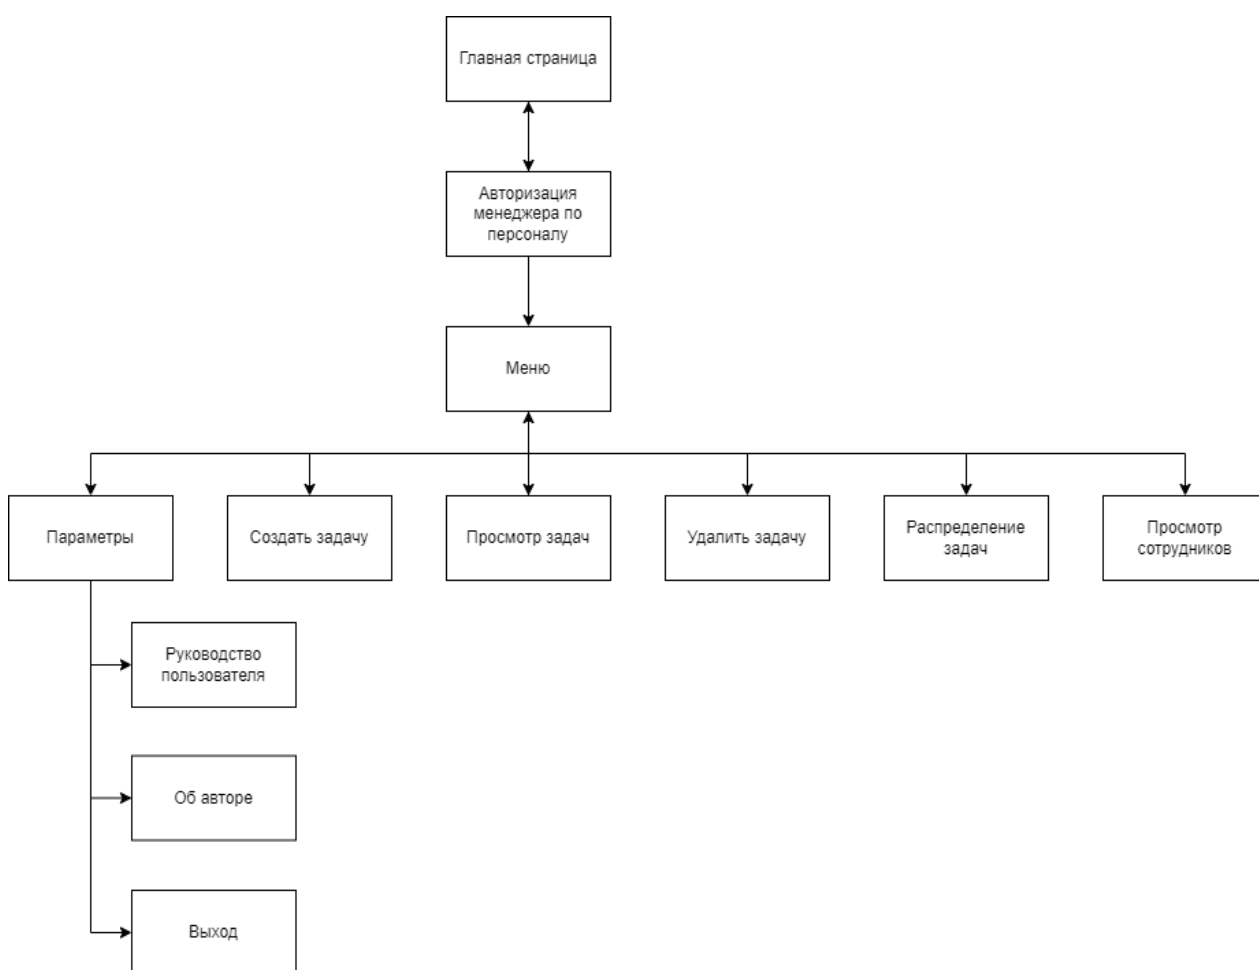 Главная страница
Авторизация
менеджера по
персоналу
Меню
Параметры
Создать задачу
Просмотр задач
Удалить задачу
Распределение
задач
Просмотр
сотрудников
Руководство
пользователя
Об авторе
Выход